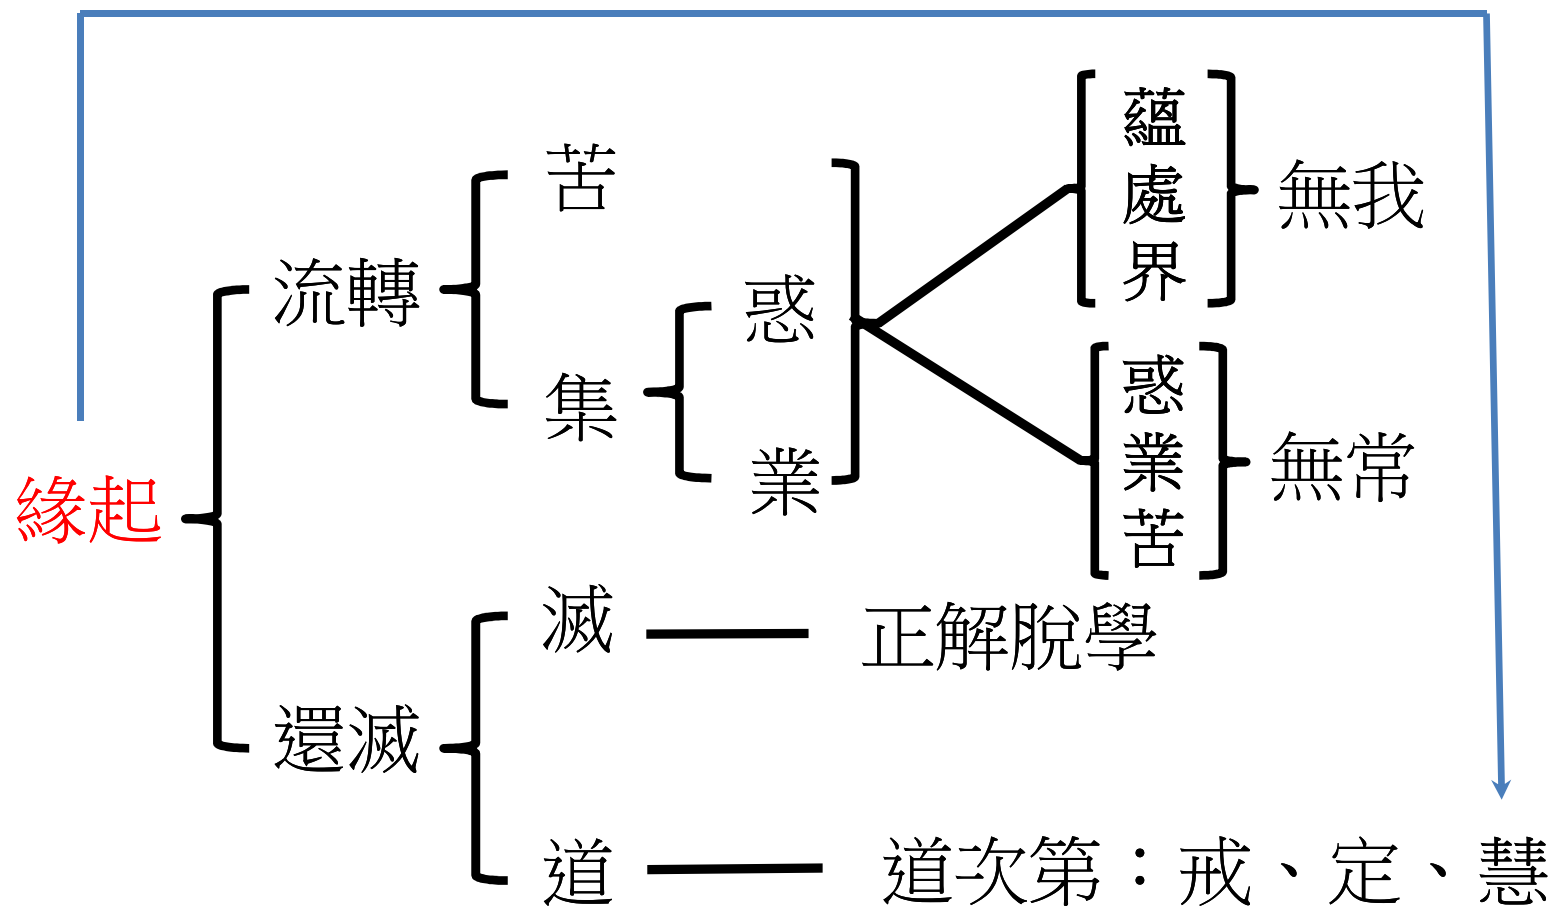 緣起
流轉
苦
集
惑
業
蘊
處
界
無我
惑
業
苦
無常
還滅
滅
正解脫學
道
道次第：戒、定、慧